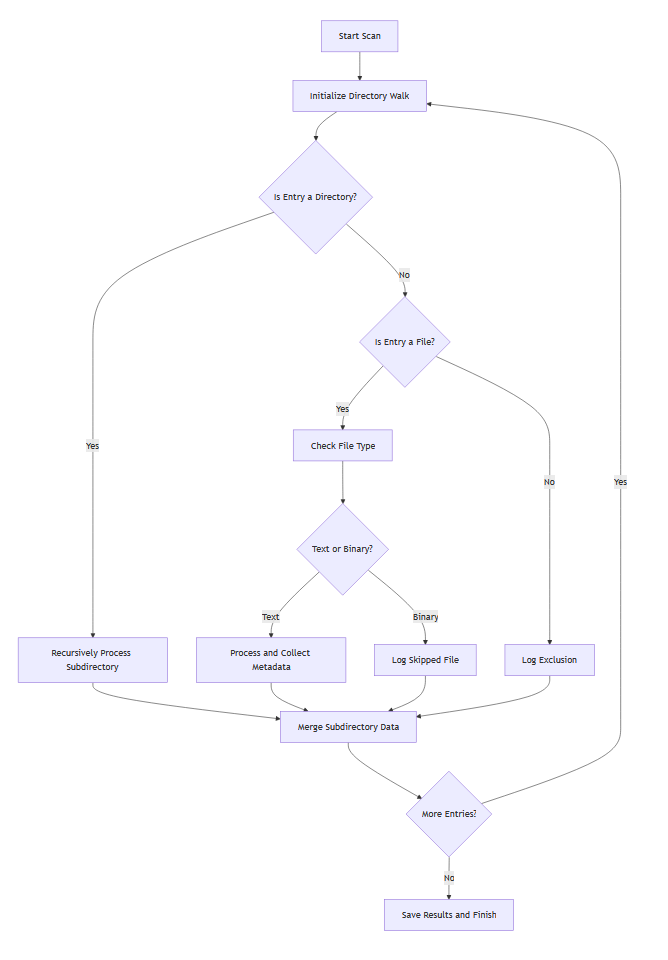 Start Scan
Initialize Directory Walk
Is Entry a Directory?
No
Is Entry a File?
Yes
Check File Type
Yes
No
Yes
Text or Binary?
Text
Binary
Recursively Process
Subdirectory
Process and Collect
Metadata
Log Skipped File
Log Exclusion
Merge Subdirectory Data
More Entries?
No
Save Results and Finish